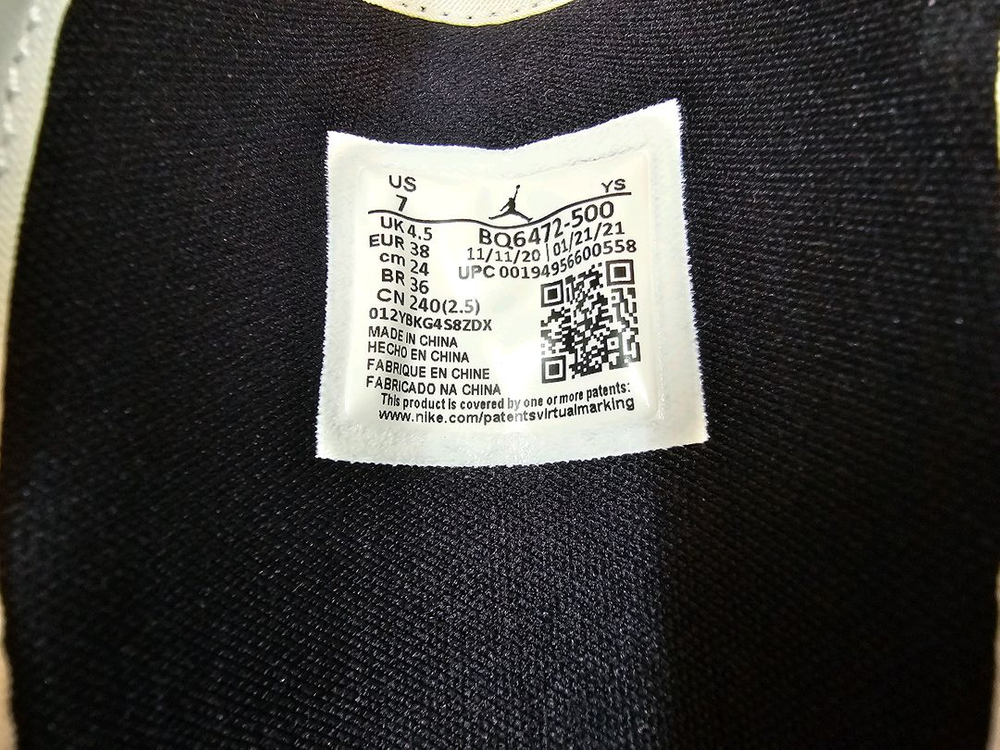 US YS
7
UK 4.5 BQ6472-500
EUR 38 11/11/20 | 01/21/21
cm 24 UPC 00194956600558
BR 36
CN 240(2.5)
012YBKG4S8ZDX
MADE IN CHINA
HECHO EN CHINA
FABRIQUE EN CHINE
FABRICADO NA CHINA
This product is covered by one or more patents:
www.nike.com/patentsvirtualmarking